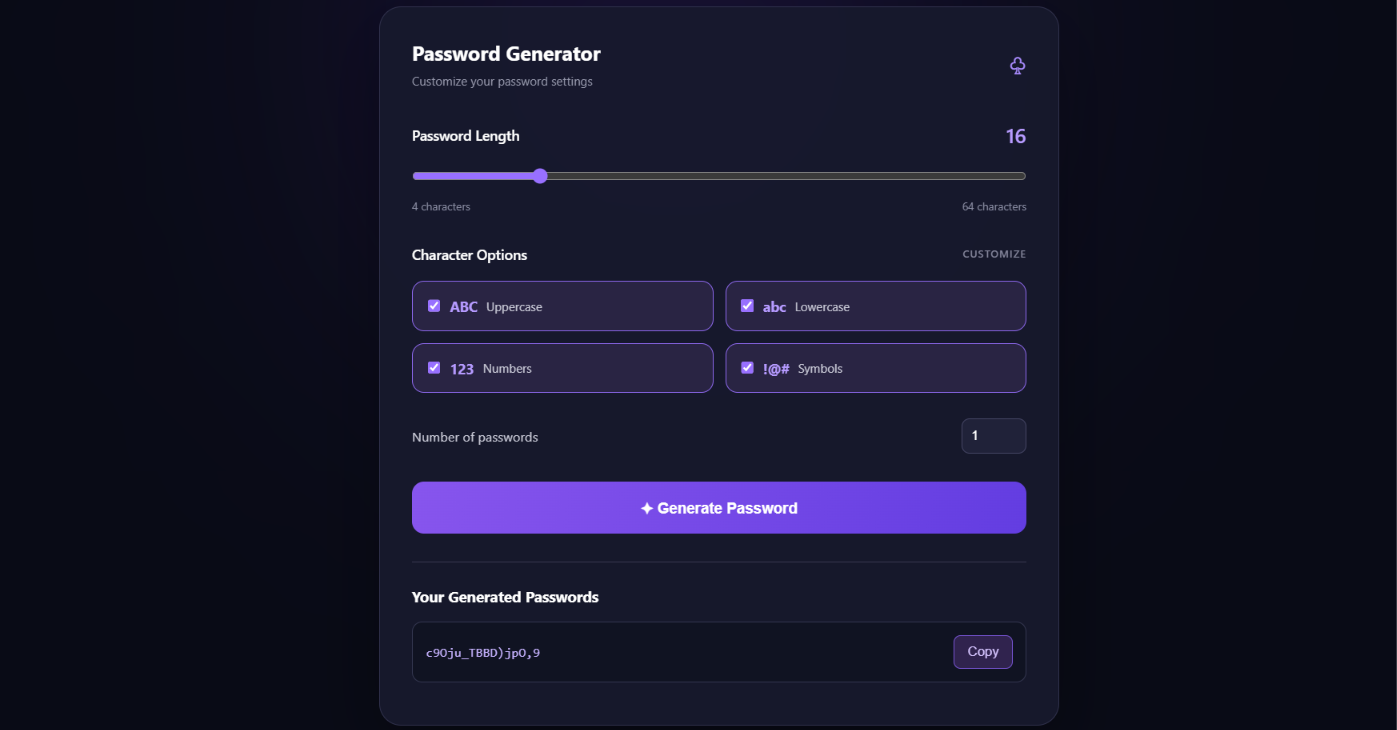 Password Generator
Customize your password settings
Password Length
16
4 characters
64 characters
Character Options
CUSTOMIZE
ABC Uppercase
abc Lowercase
123 Numbers
!@# Symbols
Number of passwords
1
✦ Generate Password
Your Generated Passwords
c9Oju_TBBD)jpO,9
Copy